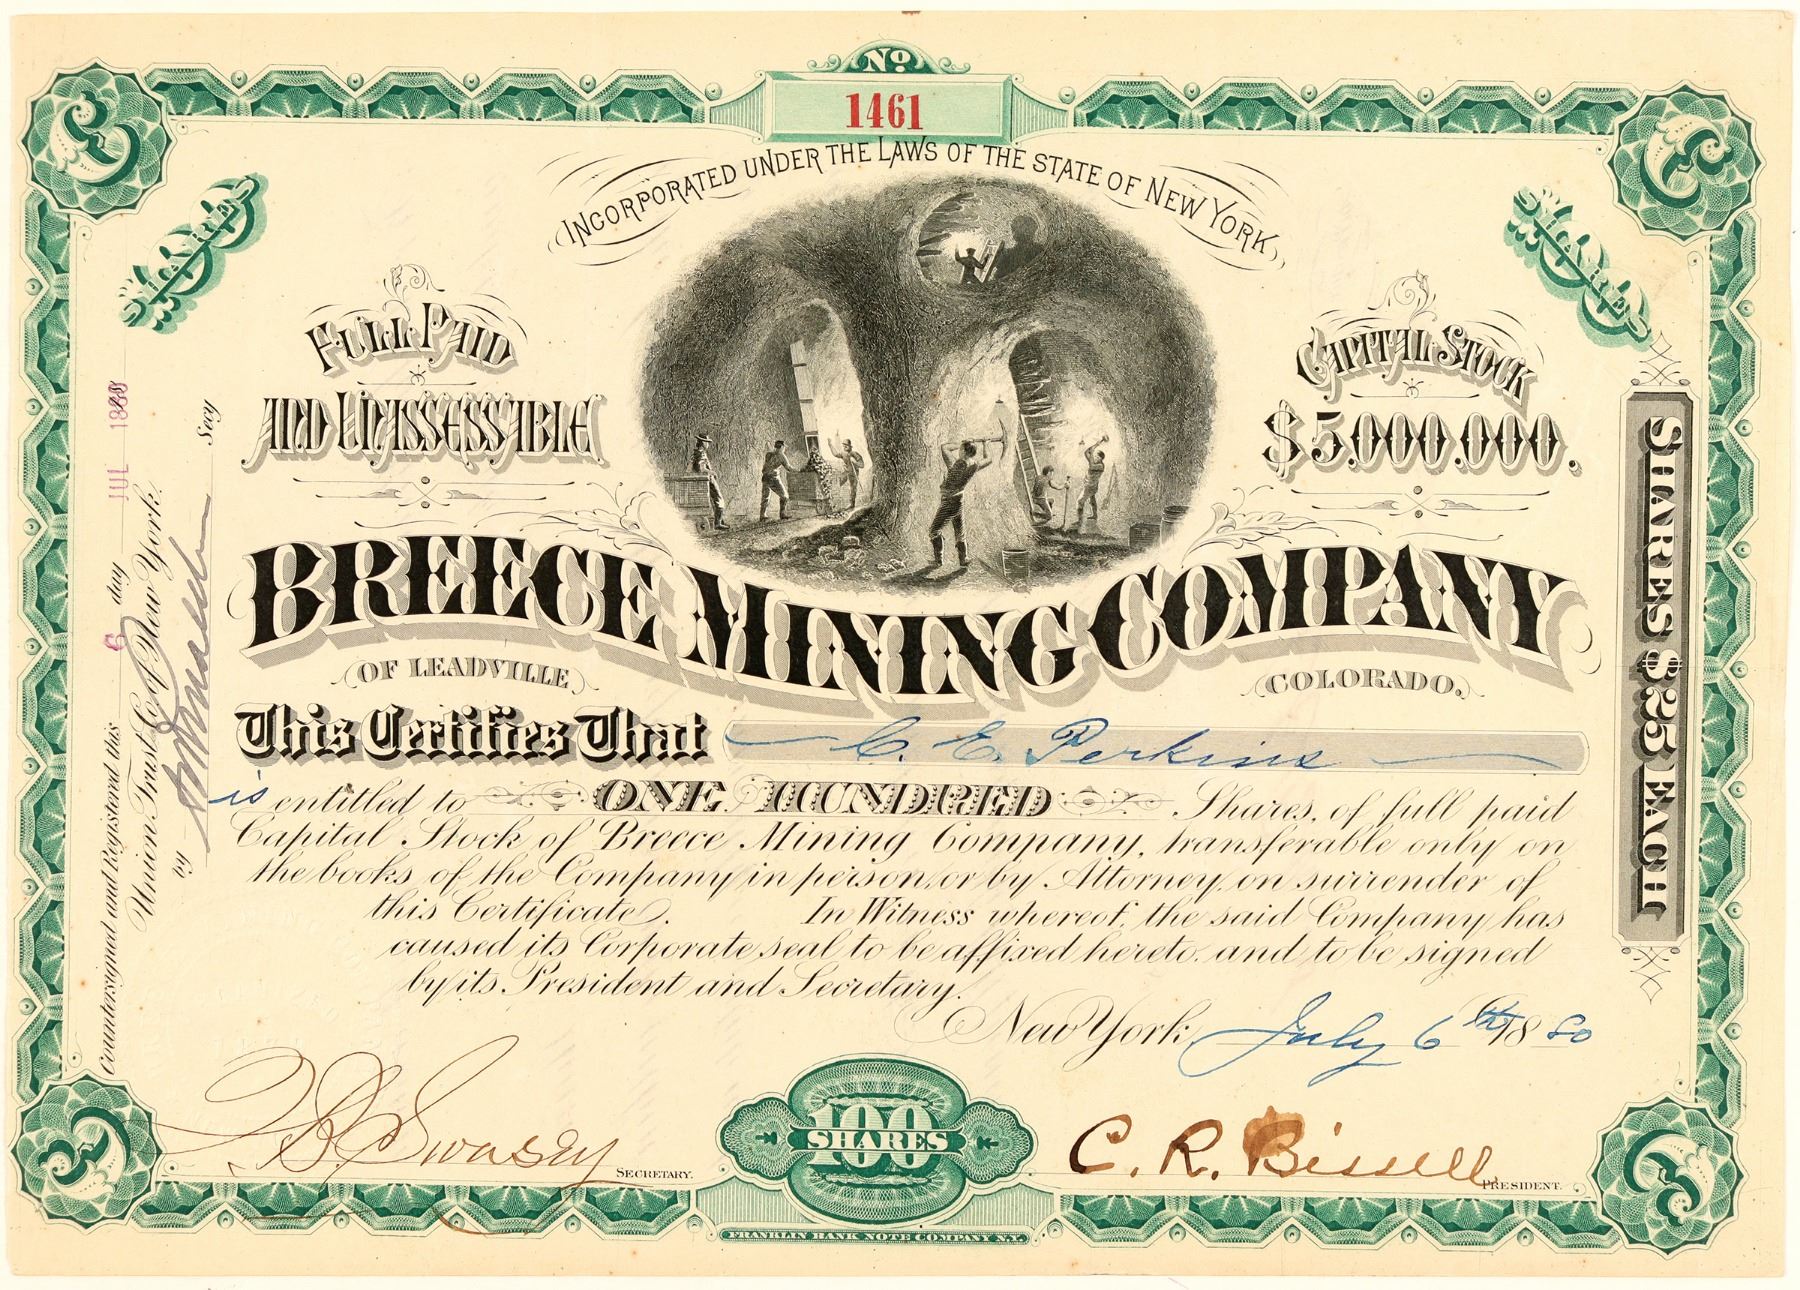 No.
1461
INCORPORATED UNDER THE LAWS OF THE STATE OF NEW YORK
SHARES
SHARES
FULL PAID
AND UNASSESSABLE
CAPITAL STOCK
$5,000,000.
BREECE MINING COMPANY
OF LEADVILLE COLORADO.
This Certifies That C. E. Perkins
is entitled to ONE HUNDRED Shares, of full paid
Capital Stock of Breece Mining Company, transferable only on
the books of the Company in person, or by Attorney, on surrender of
this Certificate. In Witness whereof, the said Company has
caused its Corporate seal to be affixed hereto, and to be signed
by its President and Secretary.
New York, July 6th 1880
Swasey SECRETARY.
100
SHARES
C. R. Bissell PRESIDENT.
FRANKLIN BANK NOTE COMPANY N.Y.
Countersigned and Registered this 6 day JUL 1880
Union Trust Co. of New York.
by Secy
SHARES $25 EACH